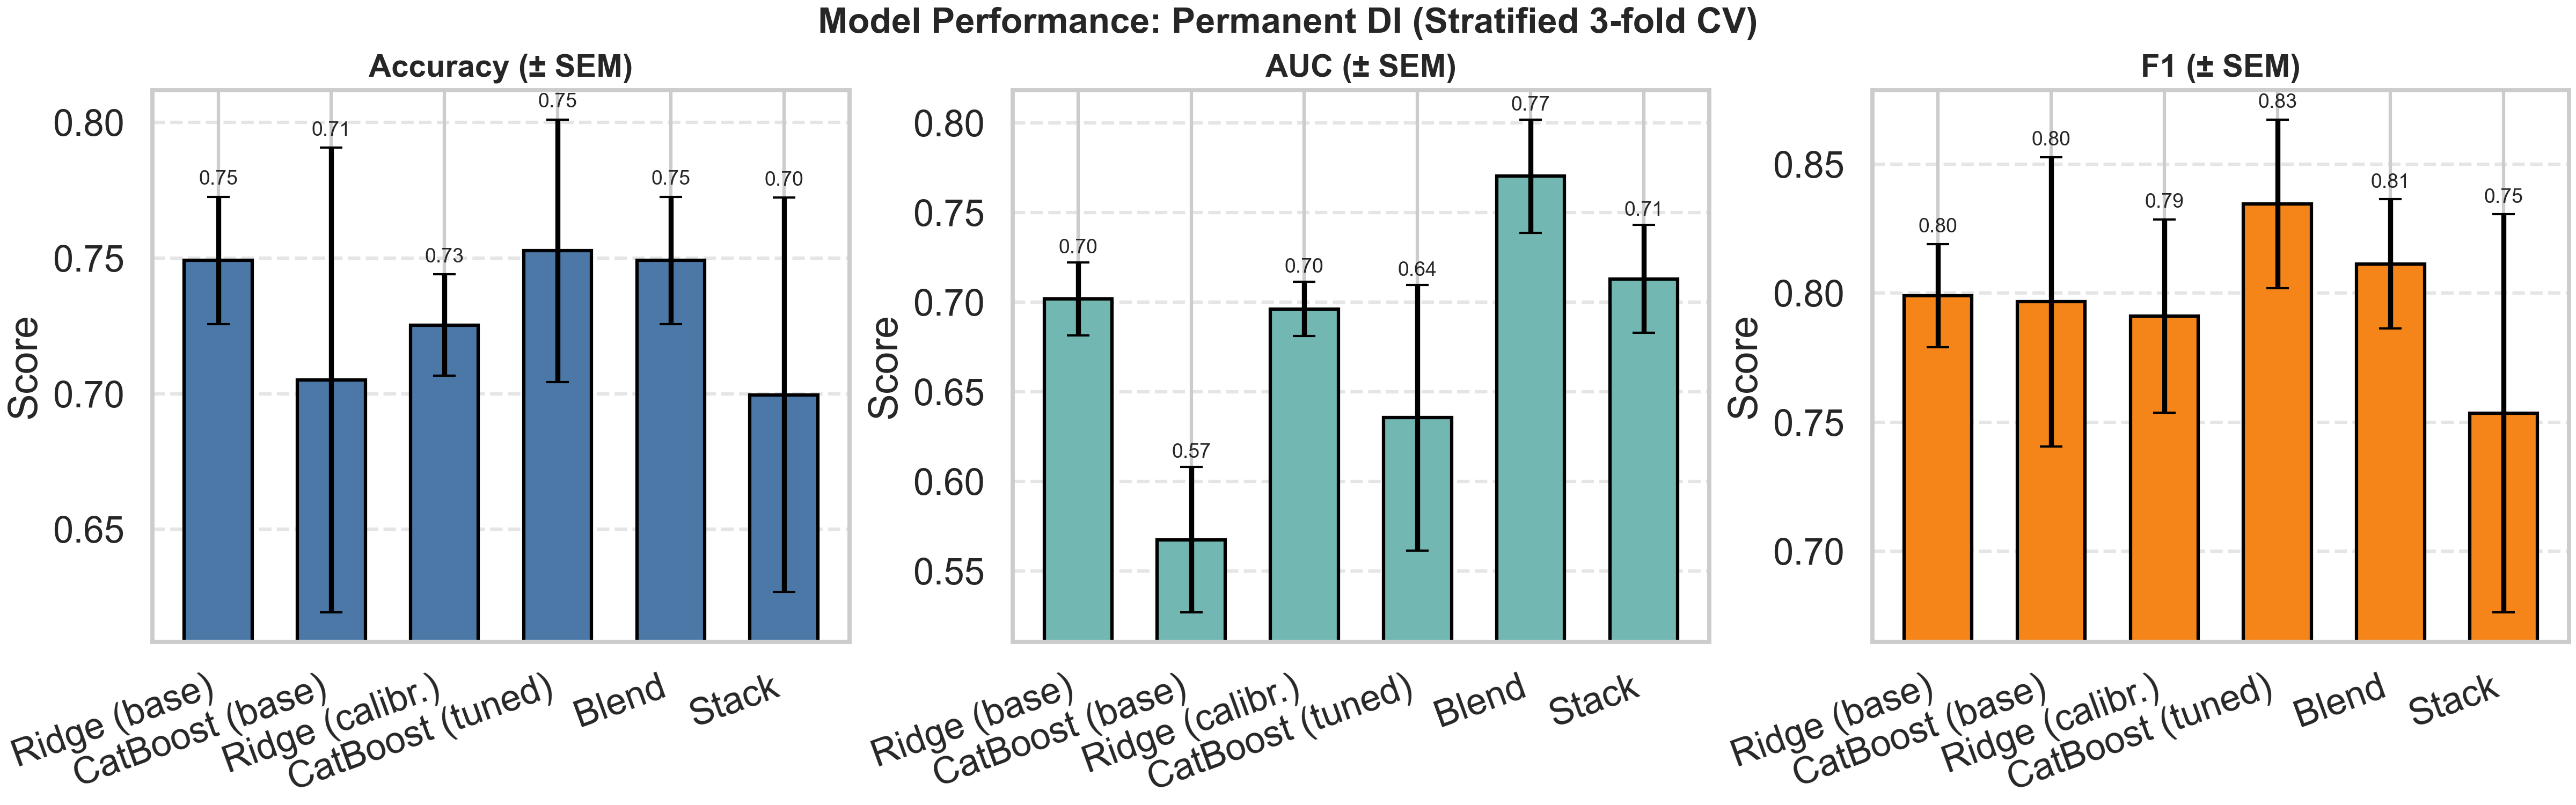 Model Performance: Permanent DI (Stratified 3-fold CV)
Accuracy (± SEM)
Score
0.80
0.75
0.70
0.65
0.75
0.71
0.73
0.75
0.75
0.70
Ridge (base)
CatBoost (base)
Ridge (calibr.)
CatBoost (tuned)
Blend
Stack
AUC (± SEM)
Score
0.80
0.75
0.70
0.65
0.60
0.55
0.70
0.57
0.70
0.64
0.77
0.71
Ridge (base)
CatBoost (base)
Ridge (calibr.)
CatBoost (tuned)
Blend
Stack
F1 (± SEM)
Score
0.85
0.80
0.75
0.70
0.80
0.80
0.79
0.83
0.81
0.75
Ridge (base)
CatBoost (base)
Ridge (calibr.)
CatBoost (tuned)
Blend
Stack